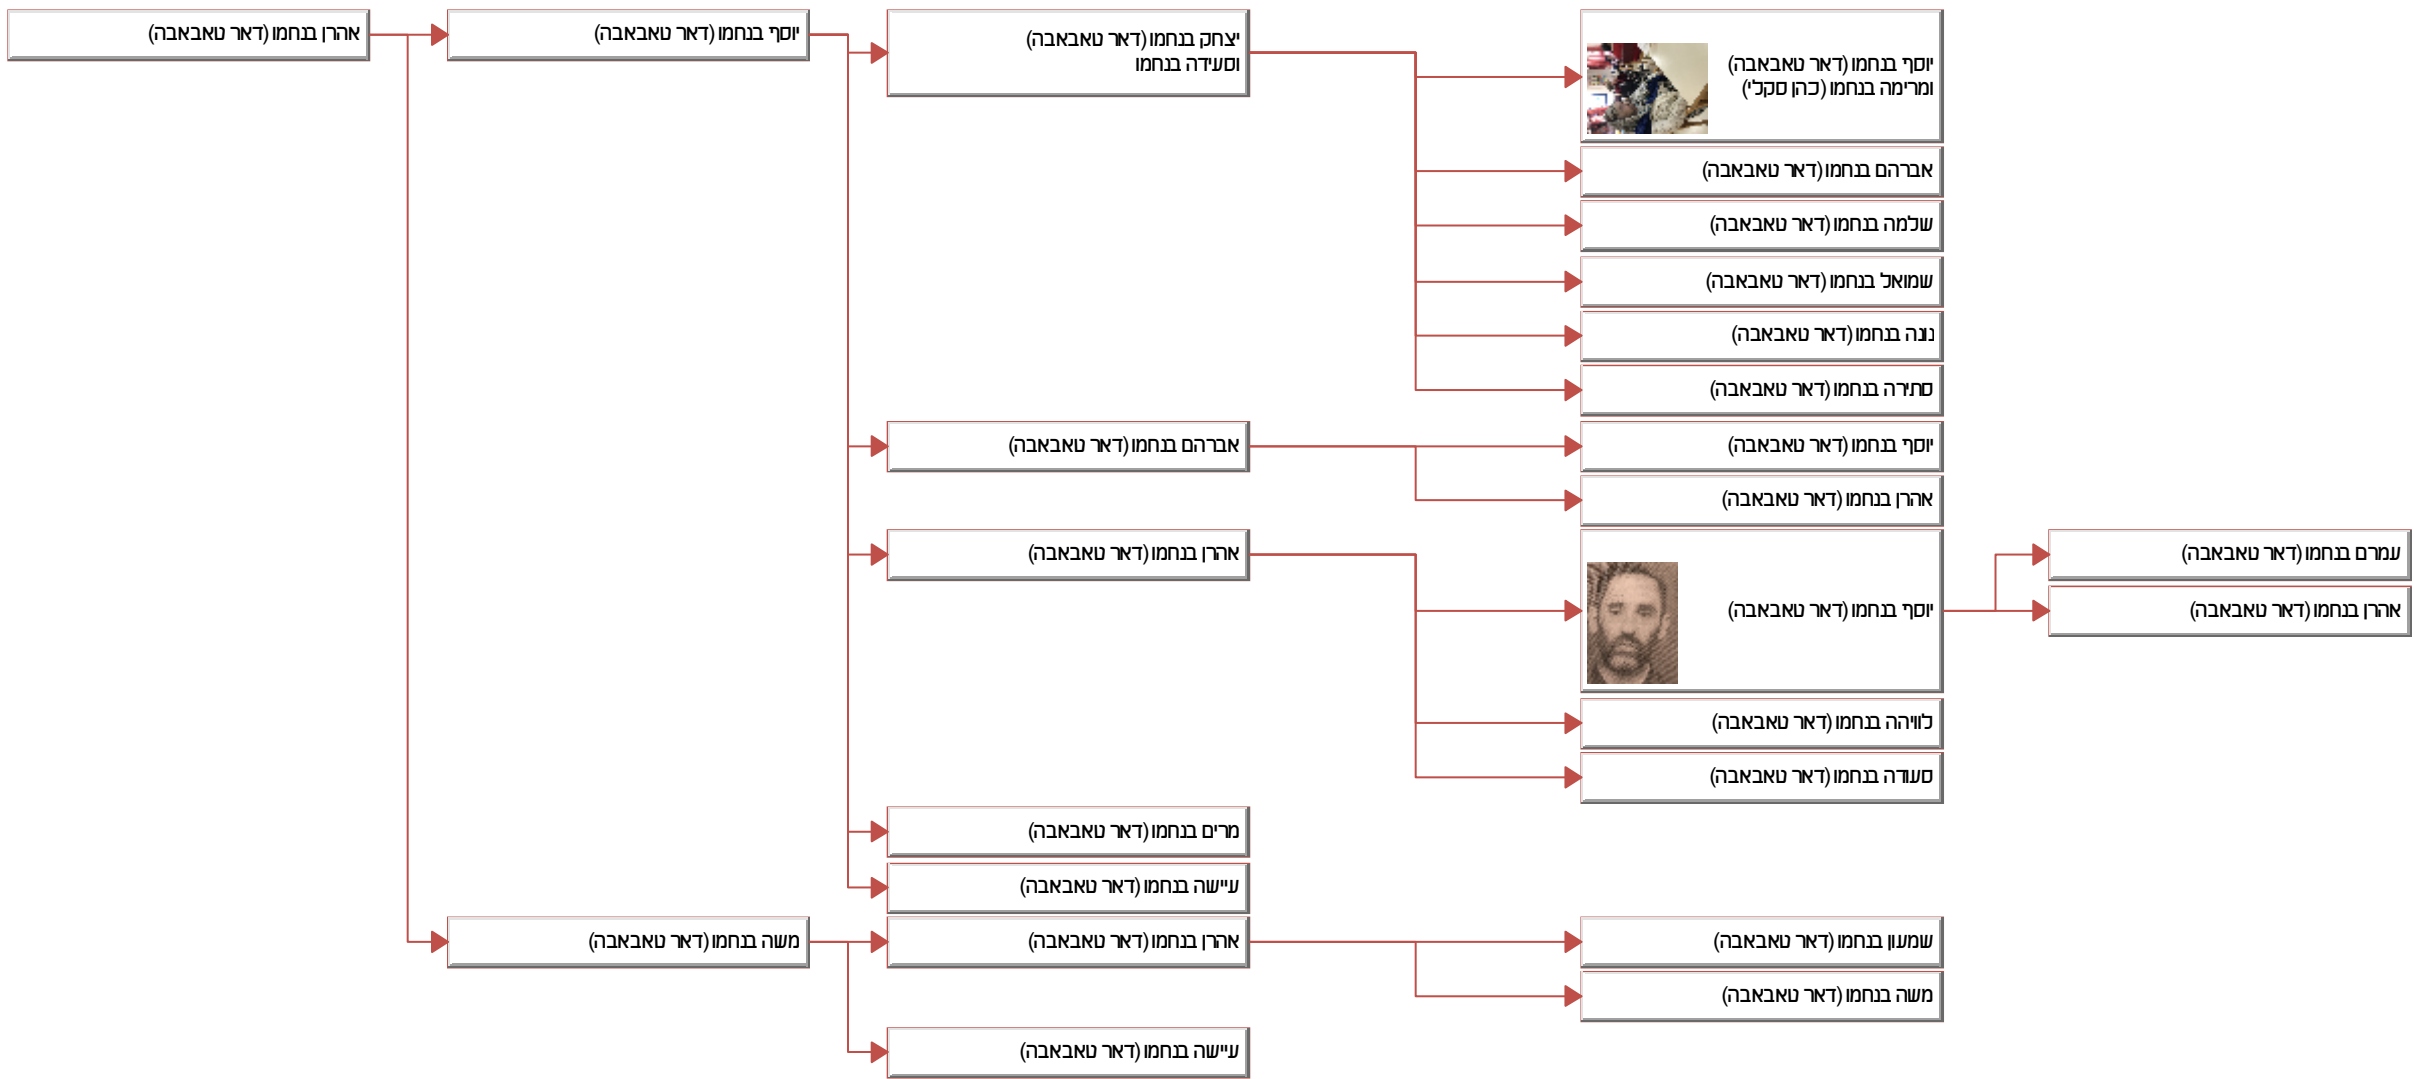 אהרן בנחמו (דאר טאבאבה)
יוסף בנחמו (דאר טאבאבה)
יצחק בנחמו (דאר טאבאבה)
וסעידה בנחמו
יוסף בנחמו (דאר טאבאבה)
ומרימה בנחמו (כהן סקלי)
אברהם בנחמו (דאר טאבאבה)
שלמה בנחמו (דאר טאבאבה)
שמואל בנחמו (דאר טאבאבה)
נונה בנחמו (דאר טאבאבה)
סתירה בנחמו (דאר טאבאבה)
אברהם בנחמו (דאר טאבאבה)
יוסף בנחמו (דאר טאבאבה)
אהרן בנחמו (דאר טאבאבה)
אהרן בנחמו (דאר טאבאבה)
יוסף בנחמו (דאר טאבאבה)
עמרם בנחמו (דאר טאבאבה)
אהרן בנחמו (דאר טאבאבה)
לוויהה בנחמו (דאר טאבאבה)
סעודה בנחמו (דאר טאבאבה)
מרים בנחמו (דאר טאבאבה)
עיישה בנחמו (דאר טאבאבה)
משה בנחמו (דאר טאבאבה)
אהרן בנחמו (דאר טאבאבה)
שמעון בנחמו (דאר טאבאבה)
משה בנחמו (דאר טאבאבה)
עיישה בנחמו (דאר טאבאבה)